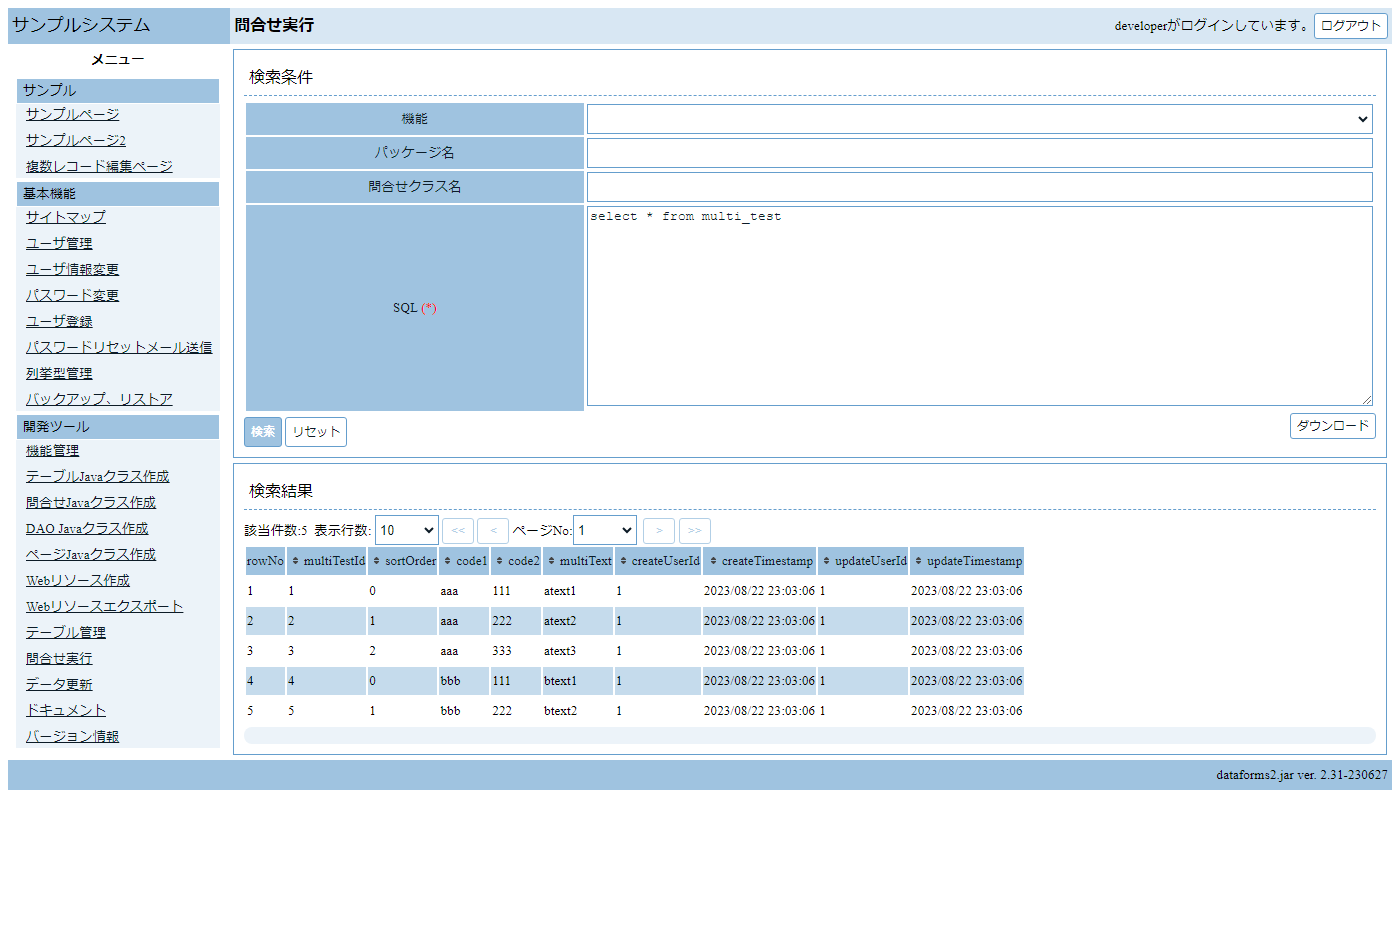 サンプルシステム
問合せ実行
developerがログインしています。 ログアウト
メニュー
サンプル
サンプルページ
サンプルページ2
複数レコード編集ページ
基本機能
サイトマップ
ユーザ管理
ユーザ情報変更
パスワード変更
ユーザ登録
パスワードリセットメール送信
列挙型管理
バックアップ、リストア
開発ツール
機能管理
テーブルJavaクラス作成
問合せJavaクラス作成
DAO Javaクラス作成
ページJavaクラス作成
Webリソース作成
Webリソースエクスポート
テーブル管理
問合せ実行
データ更新
ドキュメント
バージョン情報
検索条件
機能
パッケージ名
問合せクラス名
SQL (*)
select * from multi_test
検索 リセット ダウンロード
検索結果
該当件数:5 表示行数: 10 << < ページNo: 1 > >>
rowNo multiTestId sortOrder code1 code2 multiText createUserId createTimestamp updateUserId updateTimestamp
1 1 0 aaa 111 atext1 1 2023/08/22 23:03:06 1 2023/08/22 23:03:06
2 2 1 aaa 222 atext2 1 2023/08/22 23:03:06 1 2023/08/22 23:03:06
3 3 2 aaa 333 atext3 1 2023/08/22 23:03:06 1 2023/08/22 23:03:06
4 4 0 bbb 111 btext1 1 2023/08/22 23:03:06 1 2023/08/22 23:03:06
5 5 1 bbb 222 btext2 1 2023/08/22 23:03:06 1 2023/08/22 23:03:06
dataforms2.jar ver. 2.31-230627